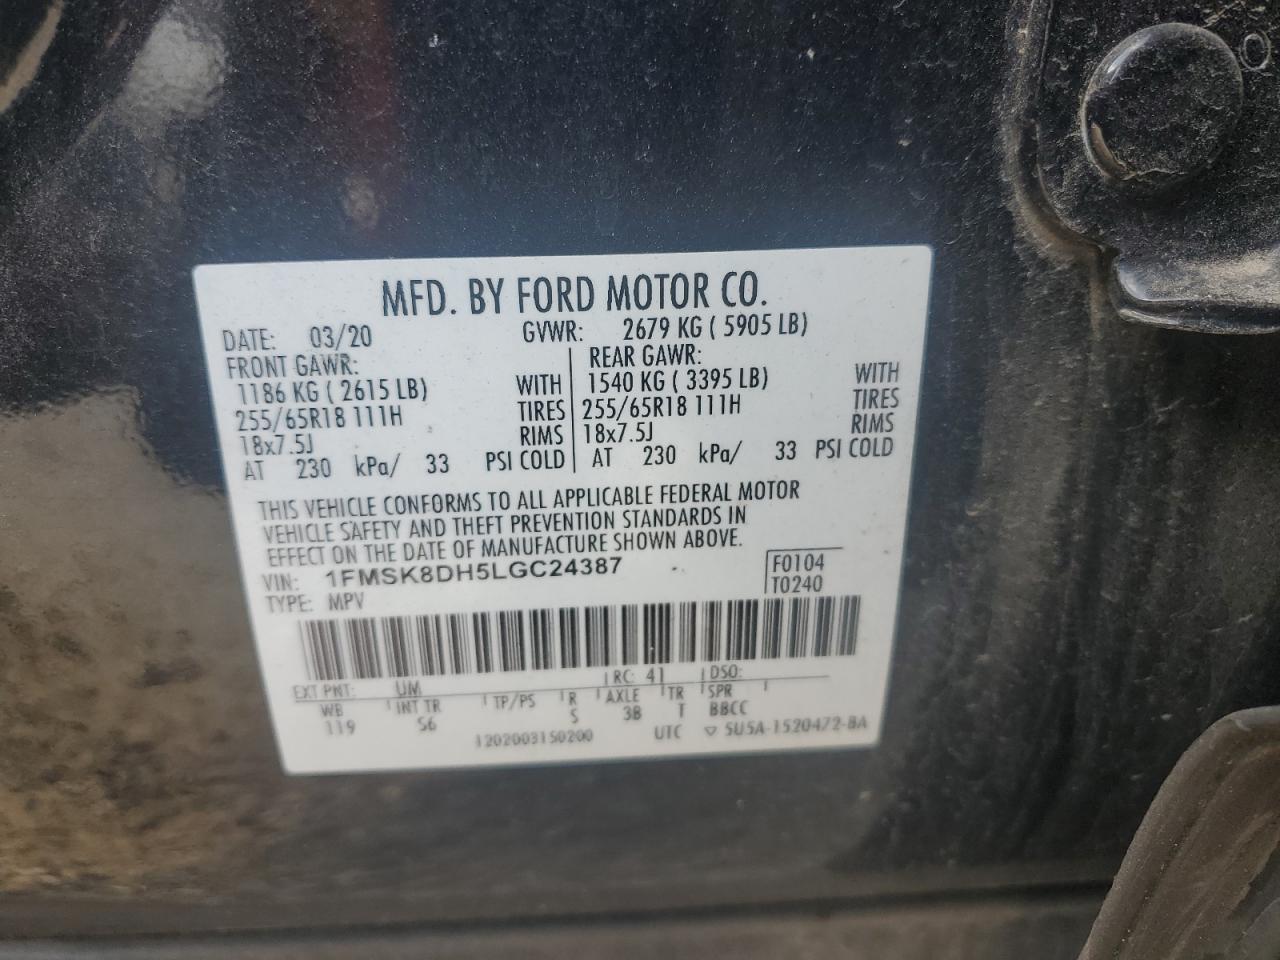 MFD. BY FORD MOTOR CO.
DATE: 03/20 GVWR: 2679 KG ( 5905 LB)
FRONT GAWR: REAR GAWR:
1186 KG ( 2615 LB) WITH 1540 KG ( 3395 LB) WITH
255/65R18 111H TIRES 255/65R18 111H TIRES
18x7.5J RIMS 18x7.5J RIMS
AT 230 kPa/ 33 PSI COLD AT 230 kPa/ 33 PSI COLD
THIS VEHICLE CONFORMS TO ALL APPLICABLE FEDERAL MOTOR
VEHICLE SAFETY AND THEFT PREVENTION STANDARDS IN
EFFECT ON THE DATE OF MANUFACTURE SHOWN ABOVE.
VIN: 1FMSK8DH5LGC24387 F0104
TYPE: MPV T0240
EXT PNT: UM RC: 41 DSO:
WB INT TR TP/PS R AXLE TR SPR
119 S6 S 3B T BBCC
1202003150200 UTC ▽ 5U5A-1520472-BA